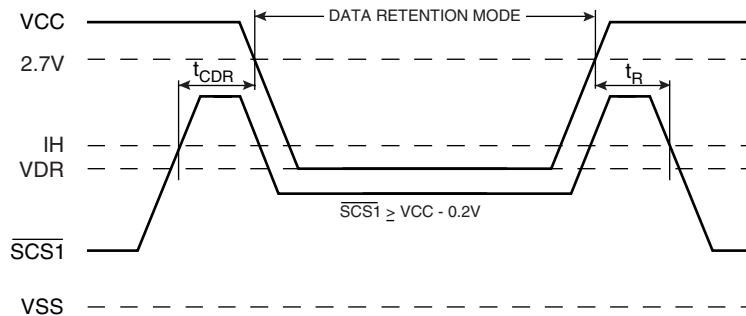 VCC
DATA RETENTION MODE
2.7V
tCDR
tR
IH
VDR
SCS1 ≥ VCC - 0.2V
SCS1
VSS